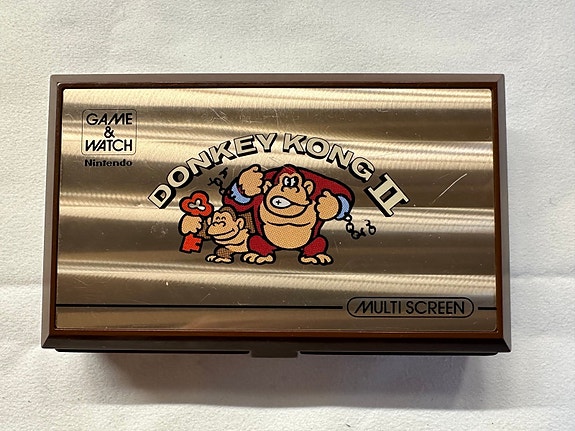 GAME
&
WATCH
Nintendo
DONKEY KONG II
MULTI SCREEN